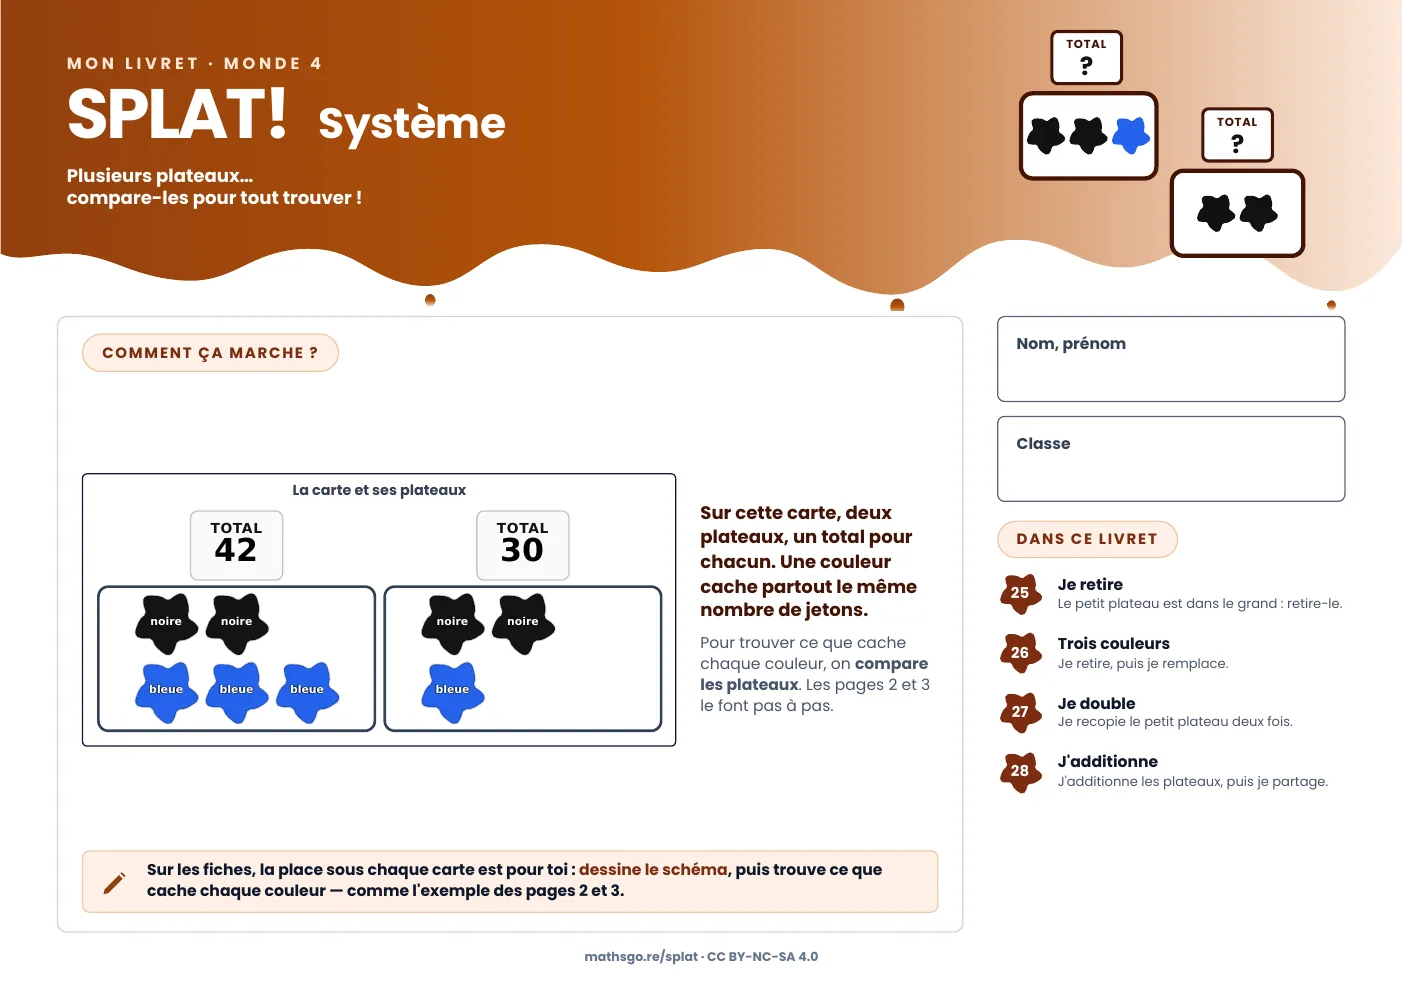 MON LIVRET · MONDE 4
SPLAT! Système
Plusieurs plateaux...
compare-les pour tout trouver !
TOTAL
?
TOTAL
?
COMMENT ÇA MARCHE ?
La carte et ses plateaux
TOTAL
42
TOTAL
30
noire noire
bleue bleue bleue
noire noire
bleue
Sur cette carte, deux
plateaux, un total pour
chacun. Une couleur
cache partout le même
nombre de jetons.
Pour trouver ce que cache
chaque couleur, on compare
les plateaux. Les pages 2 et 3
le font pas à pas.
Sur les fiches, la place sous chaque carte est pour toi : dessine le schéma, puis trouve ce que
cache chaque couleur — comme l'exemple des pages 2 et 3.
Nom, prénom
Classe
DANS CE LIVRET
25 Je retire
Le petit plateau est dans le grand : retire-le.
26 Trois couleurs
Je retire, puis je remplace.
27 Je double
Je recopie le petit plateau deux fois.
28 J'additionne
J'additionne les plateaux, puis je partage.
mathsgo.re/splat · CC BY-NC-SA 4.0